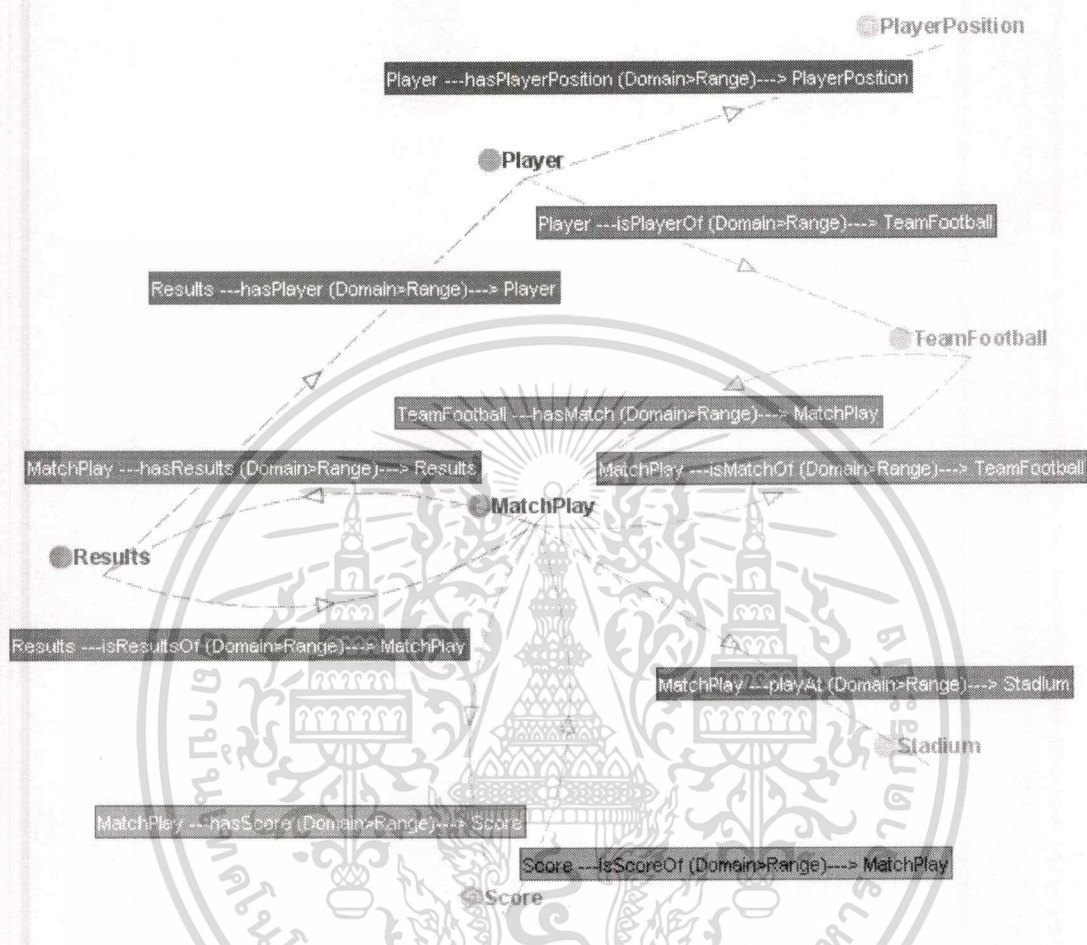 PlayerPosition
Player ---hasPlayerPosition (Domain>Range)---> PlayerPosition
Player
Player ---isPlayerOf (Domain>Range)---> TeamFootball
Results ---hasPlayer (Domain>Range)---> Player
TeamFootball
TeamFootball ---hasMatch (Domain>Range)---> MatchPlay
MatchPlay ---hasResults (Domain>Range)---> Results
MatchPlay ---isMatchOf (Domain>Range)---> TeamFootball
MatchPlay
Results
Results ---isResultsOf (Domain>Range)---> MatchPlay
MatchPlay ---playAt (Domain>Range)---> Stadium
Stadium
MatchPlay ---hasScore (Domain>Range)---> Score
Score ---isScoreOf (Domain>Range)---> MatchPlay
Score